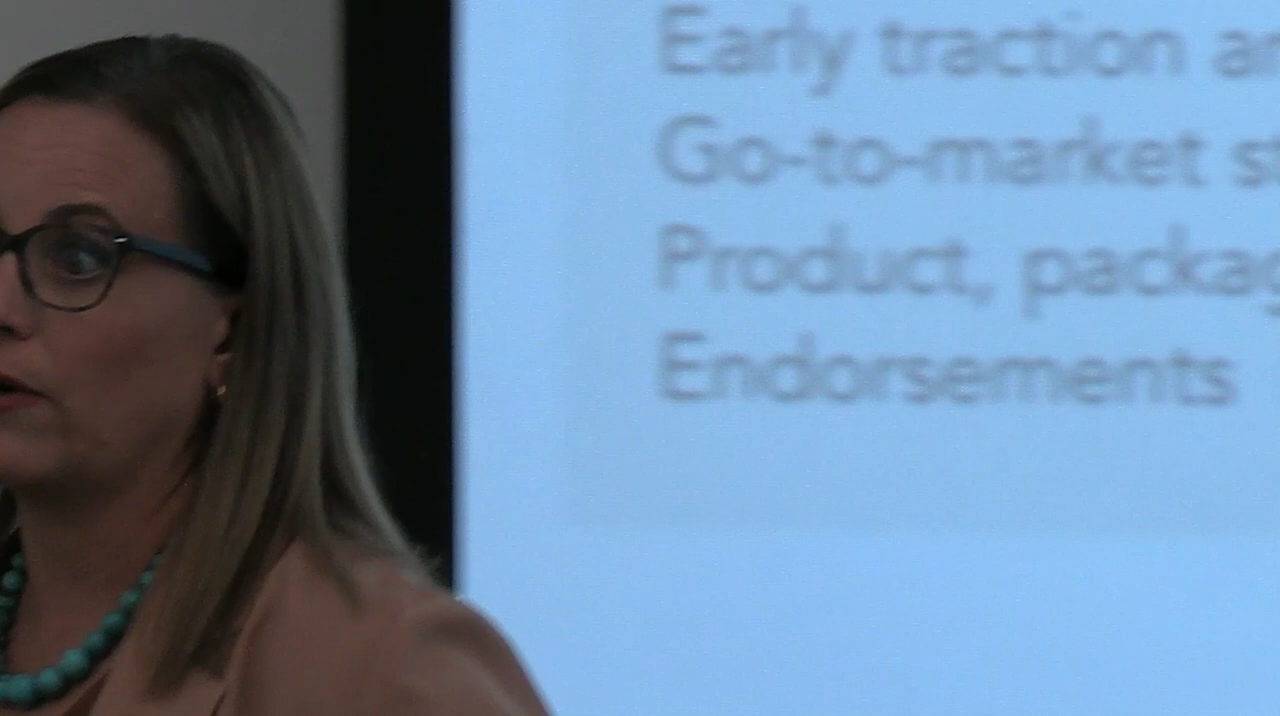 Early traction
Go-to-market
Product,
Endorsements